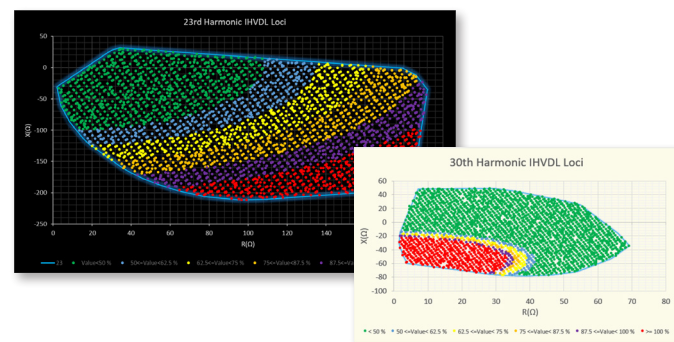 23rd Harmonic IHVDL Loci
50
0
-50
-100
-150
-200
-250
X(Ω)
0
20
40
60
80
100
120
140
R(Ω)
23
Value<50 %
50<=Value<62.5 %
62.5<=Value<75 %
75<=Value<87.5 %
87.5<=Va
30th Harmonic IHVDL Loci
60
40
20
0
-20
-40
-60
-80
-100
X(Ω)
0
10
20
30
40
50
60
70
80
R(Ω)
< 50 %
50 <=Value< 62.5 %
62.5 <=Value< 75 %
75 <=Value< 87.5 %
87.5 <=Value< 100 %
>= 100 %